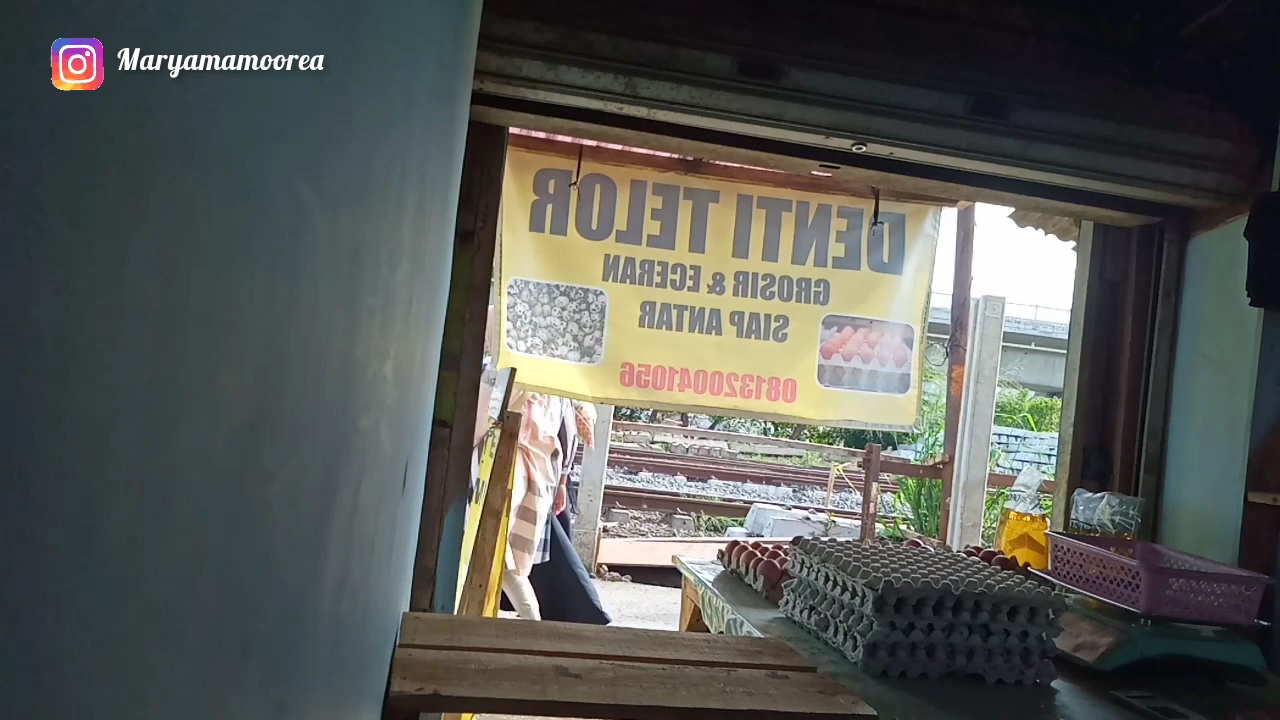 Maryamamoorea
DENTI TELOR
GROSIR & ECERAN
SIAP ANTAR
081320041056